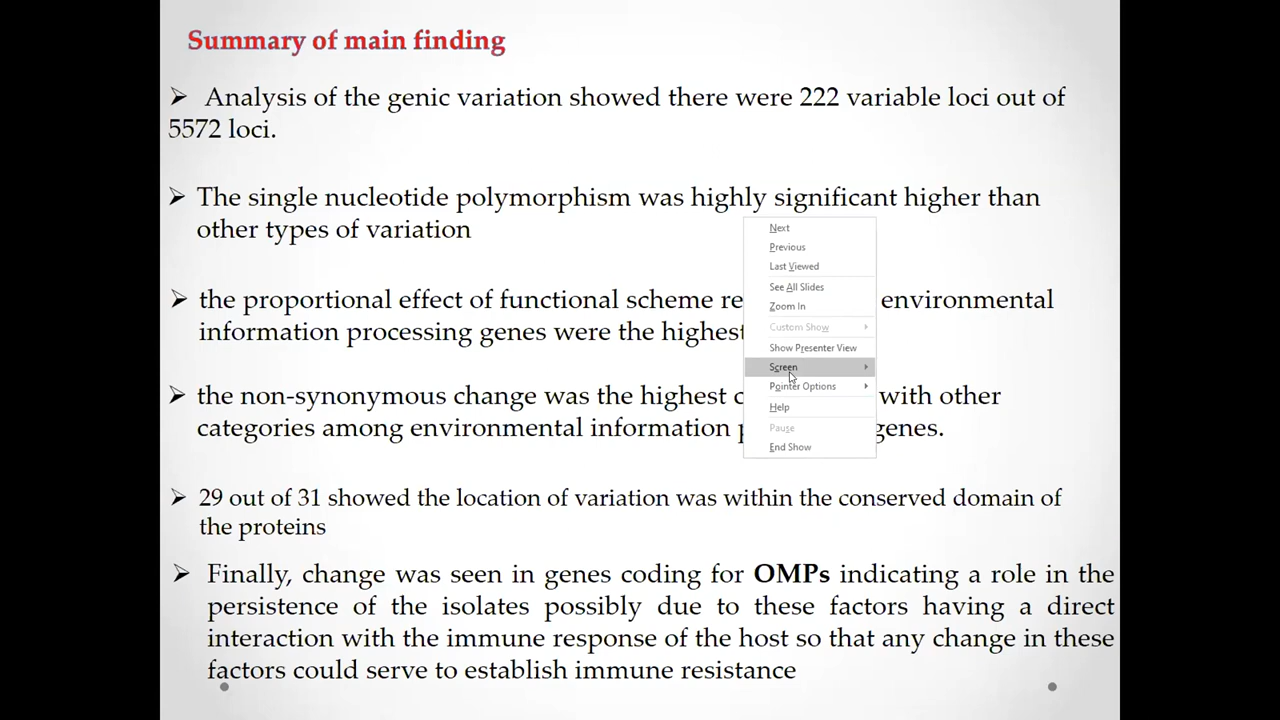 Summary of main finding
➢ Analysis of the genic variation showed there were 222 variable loci out of
5572 loci.
➢ The single nucleotide polymorphism was highly significant higher than
other types of variation
➢ the proportional effect of functional scheme re environmental
information processing genes were the highest
➢ the non-synonymous change was the highest c with other
categories among environmental information p genes.
➢ 29 out of 31 showed the location of variation was within the conserved domain of
the proteins
➢ Finally, change was seen in genes coding for OMPs indicating a role in the
persistence of the isolates possibly due to these factors having a direct
interaction with the immune response of the host so that any change in these
factors could serve to establish immune resistance
Next
Previous
Last Viewed
See All Slides
Zoom In
Custom Show
Show Presenter View
Screen
Pointer Options
Help
Pause
End Show